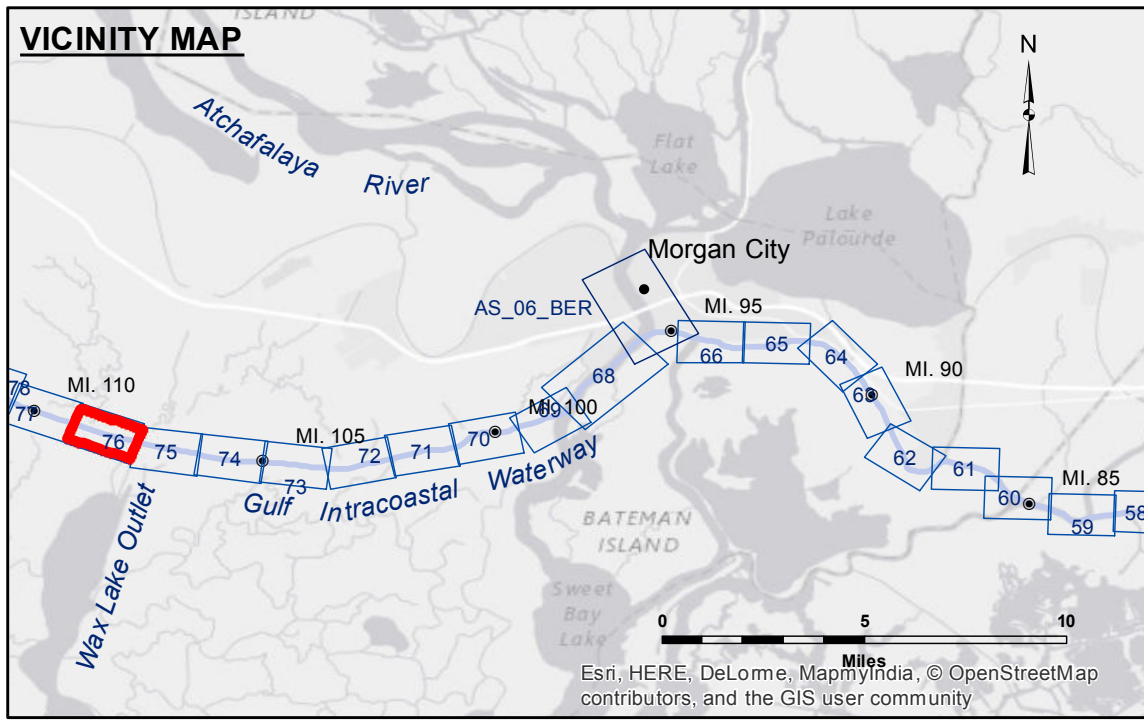 ISLAND
VICINITY MAP
N
Atchafalaya
River
Flat
Lake
Lake
Palourde
Morgan City
AS_06_BER
MI. 95
66
65
64
68
MI. 90
63
78
MI. 110
77
76
75
74
MI. 105
73
72
71
70
MI. 100
69
62
61
MI. 85
60
59
58
Gulf Intracoastal Waterway
Wax Lake Outlet
BATEMAN
ISLAND
Sweet
Bay
Lake
0 5 10
Miles
Esri, HERE, DeLorme, MapmyIndia, © OpenStreetMap
contributors, and the GIS user community